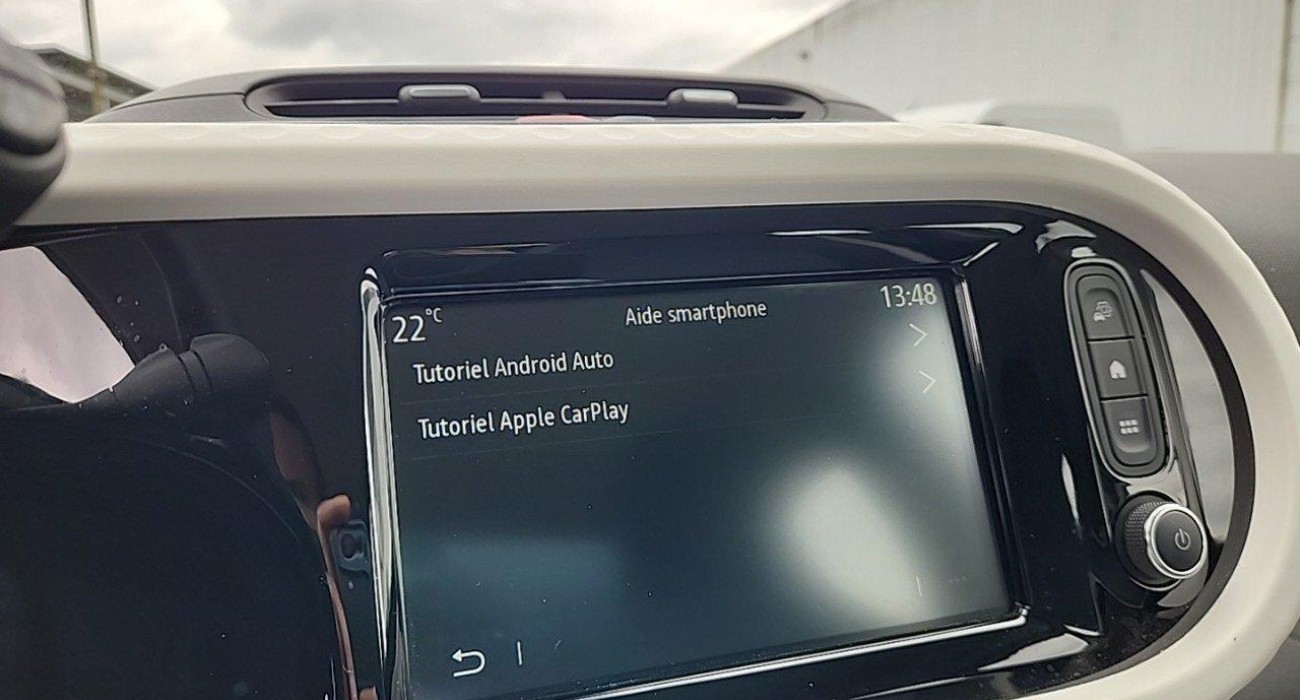 22°C
Aide smartphone
13:48
Tutoriel Android Auto
Tutoriel Apple CarPlay